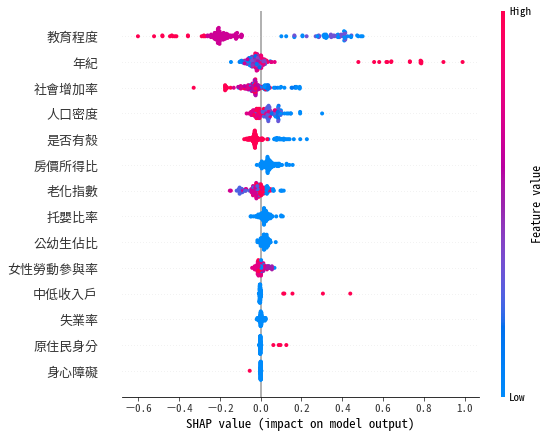 High
教育程度
年紀
社會增加率
人口密度
是否有殼
房價所得比
老化指數
托嬰比率
公幼生佔比
女性勞動參與率
中低收入戶
失業率
原住民身分
身心障礙
Feature value
Low
−0.6 −0.4 −0.2 0.0 0.2 0.4 0.6 0.8 1.0
SHAP value (impact on model output)